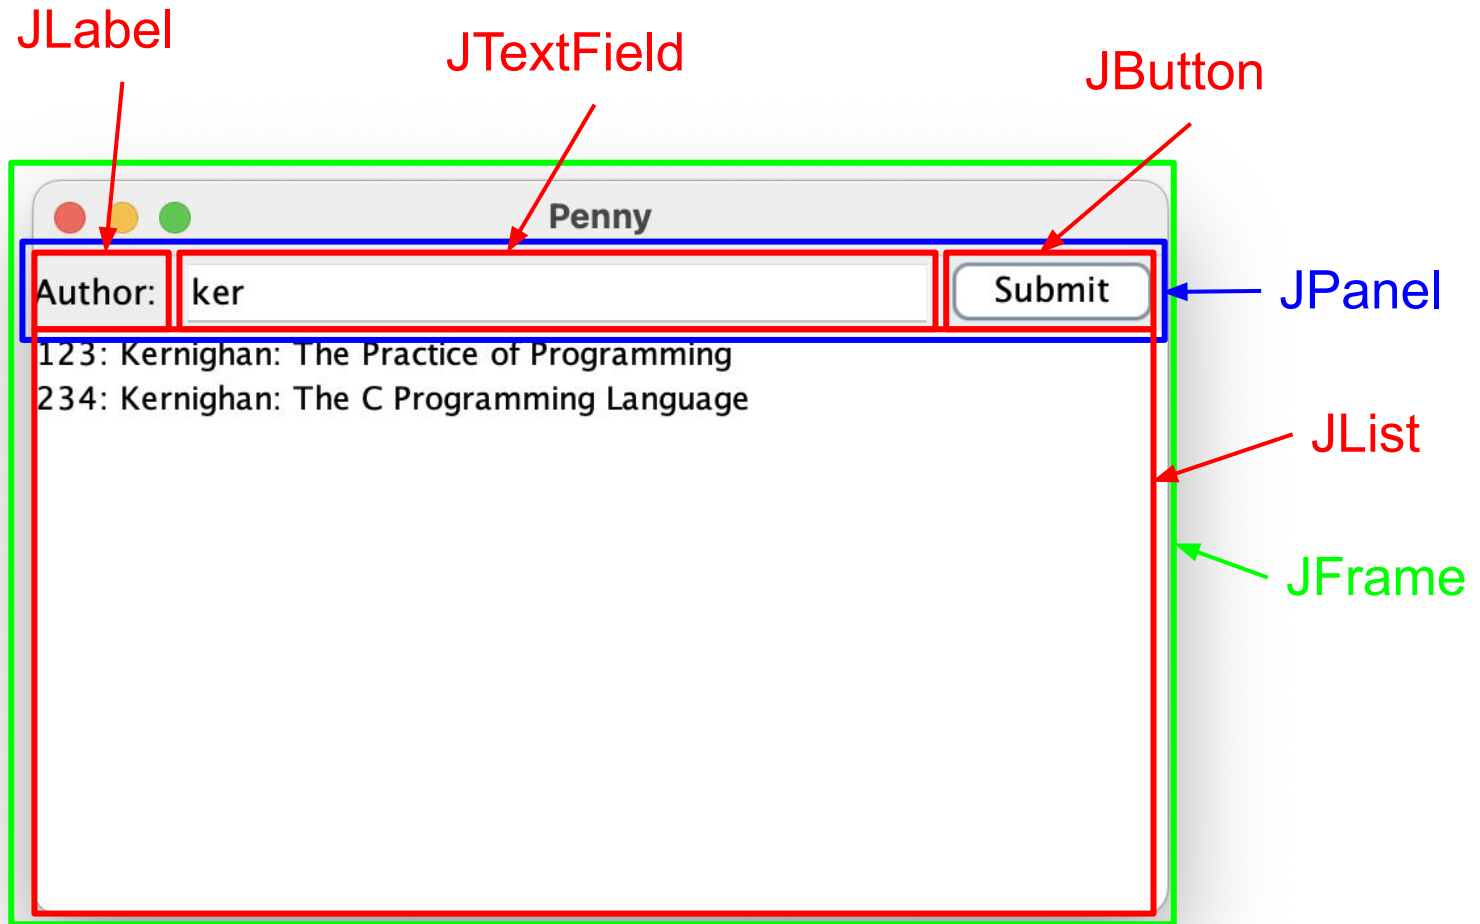 JLabel
JTextField
JButton
Penny
Author:
ker
Submit
JPanel
123: Kernighan: The Practice of Programming
234: Kernighan: The C Programming Language
JList
JFrame